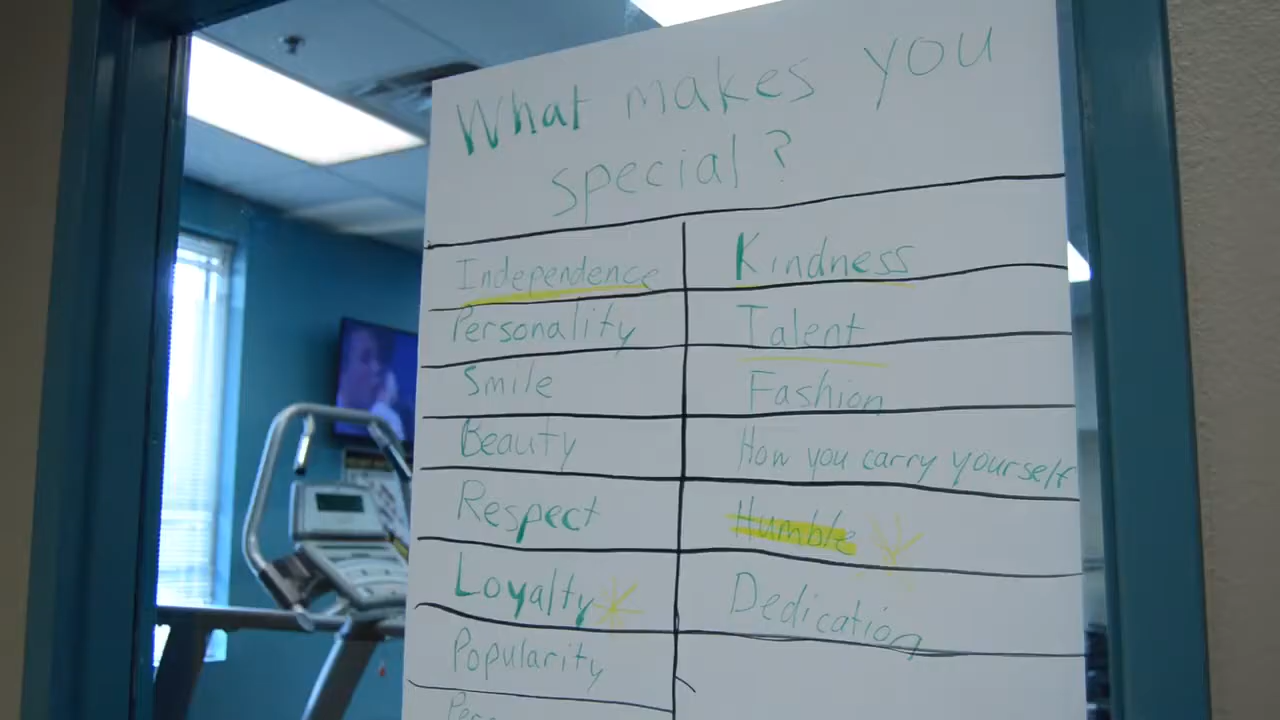 What makes you
special?
Independence
Kindness
Personality
Talent
Smile
Fashion
Beauty
How you carry yourself
Respect
Humble
Loyalty
Dedication
Popularity